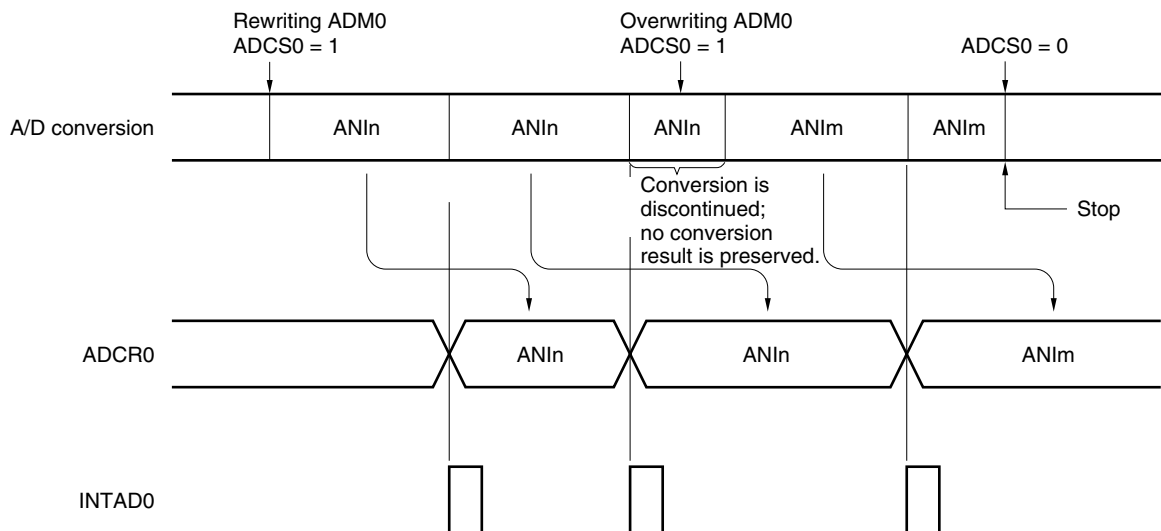 Rewriting ADM0
ADCS0 = 1
Overwriting ADM0
ADCS0 = 1
ADCS0 = 0
A/D conversion
ANIn
ANIn
ANIn
ANIm
ANIm
Conversion is
discontinued;
no conversion
result is preserved.
Stop
ADCR0
ANIn
ANIn
ANIm
INTAD0